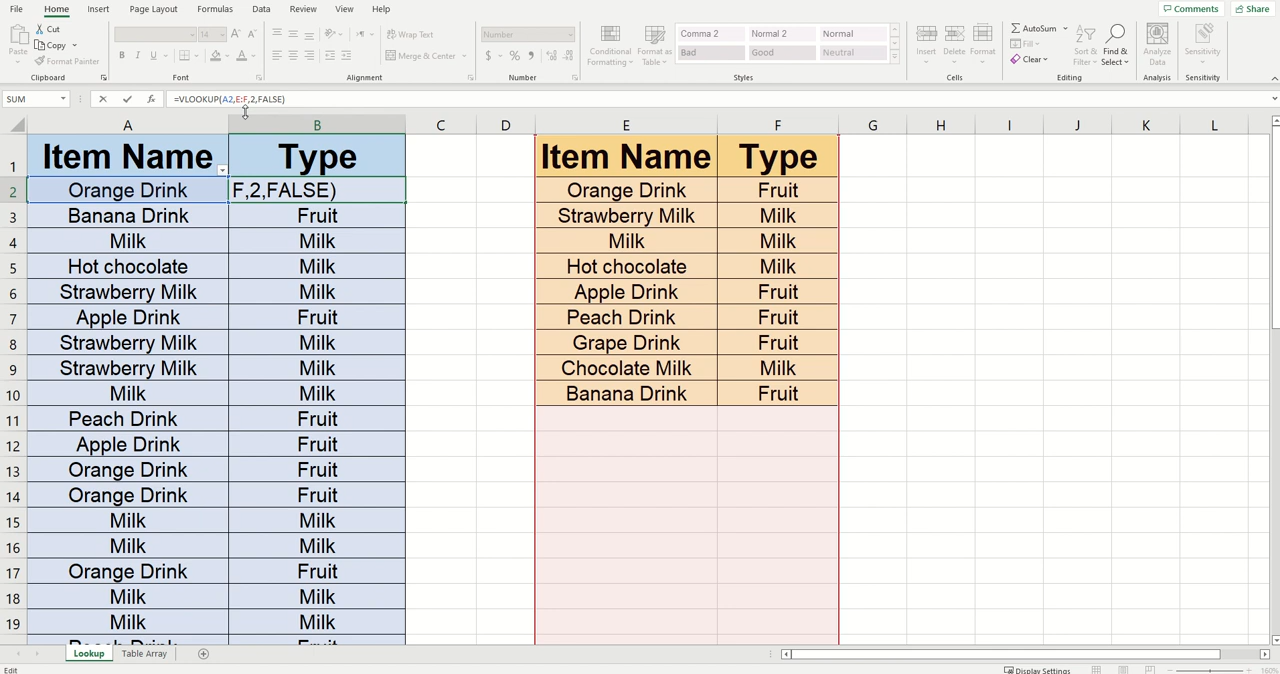 File Home Insert Page Layout Formulas Data Review View Help Comments Share
Paste Cut Copy Format Painter
14 A A Wrap Text Number
B I U A Merge & Center $ % ,
Conditional Formatting Format as Table
Comma 2 Normal 2 Normal
Bad Good Neutral
Insert Delete Format
AutoSum Fill Clear
Sort & Filter Find & Select
Analyze Data Sensitivity
Clipboard Font Alignment Number Styles Cells Editing Analysis Sensitivity
SUM fx =VLOOKUP(A2,E:F,2,FALSE)
A B C D E F G H I J K L
1 Item Name Type Item Name Type
2 Orange Drink F,2,FALSE) Orange Drink Fruit
3 Banana Drink Fruit Strawberry Milk Milk
4 Milk Milk Milk Milk
5 Hot chocolate Milk Hot chocolate Milk
6 Strawberry Milk Milk Apple Drink Fruit
7 Apple Drink Fruit Peach Drink Fruit
8 Strawberry Milk Milk Grape Drink Fruit
9 Strawberry Milk Milk Chocolate Milk Milk
10 Milk Milk Banana Drink Fruit
11 Peach Drink Fruit
12 Apple Drink Fruit
13 Orange Drink Fruit
14 Orange Drink Fruit
15 Milk Milk
16 Milk Milk
17 Orange Drink Fruit
18 Milk Milk
19 Milk Milk
Peach Drink Fruit
Lookup Table Array
Edit Display Settings 160%